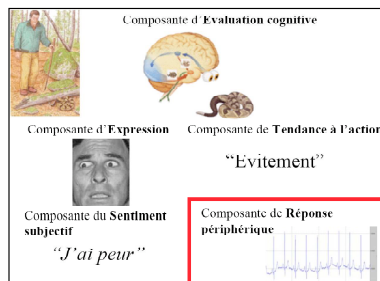 Composante d'Evaluation cognitive
Composante d'Expression
Composante de Tendance à l'action
"Evitement"
Composante du Sentiment
subjectif
"J'ai peur"
Composante de Réponse
périphérique